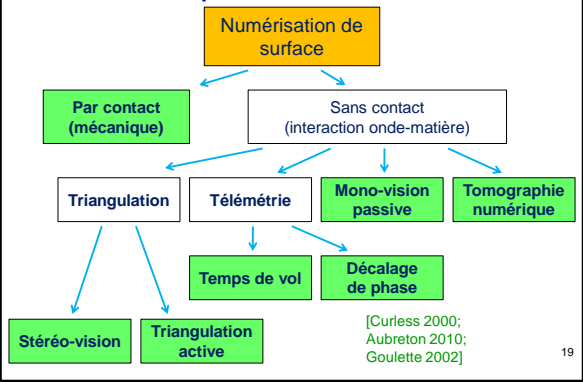 Numérisation de
surface
Par contact
(mécanique)
Sans contact
(interaction onde-matière)
Triangulation
Télémétrie
Mono-vision
passive
Tomographie
numérique
Temps de vol
Décalage
de phase
Stéréo-vision
Triangulation
active
[Curless 2000;
Aubreton 2010;
Goulette 2002]
19